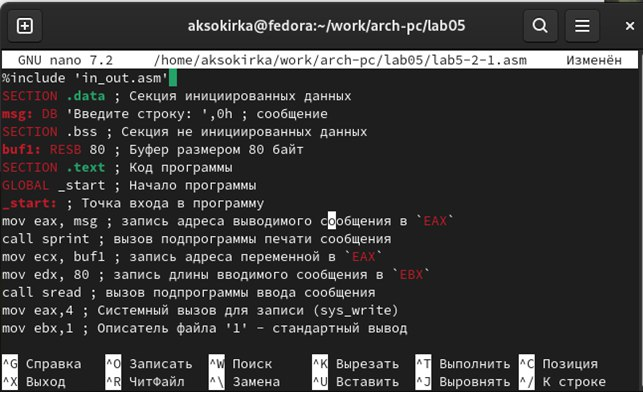 aksokirka@fedora:~/work/arch-pc/lab05
GNU nano 7.2 /home/aksokirka/work/arch-pc/lab05/lab5-2-1.asm Изменён
%include 'in_out.asm'
SECTION .data ; Секция инициированных данных
msg: DB 'Введите строку: ',0h ; сообщение
SECTION .bss ; Секция не инициированных данных
buf1: RESB 80 ; Буфер размером 80 байт
SECTION .text ; Код программы
GLOBAL _start ; Начало программы
_start: ; Точка входа в программу
mov eax, msg ; запись адреса выводимого сообщения в `EAX`
call sprint ; вызов подпрограммы печати сообщения
mov ecx, buf1 ; запись адреса переменной в `EAX`
mov edx, 80 ; запись длины вводимого сообщения в `EBX`
call sread ; вызов подпрограммы ввода сообщения
mov eax,4 ; Системный вызов для записи (sys_write)
mov ebx,1 ; Описатель файла '1' - стандартный вывод
^G Справка ^O Записать ^W Поиск ^K Вырезать ^T Выполнить ^C Позиция
^X Выход ^R ЧитФайл ^\ Замена ^U Вставить ^J Выровнять ^/ К строке